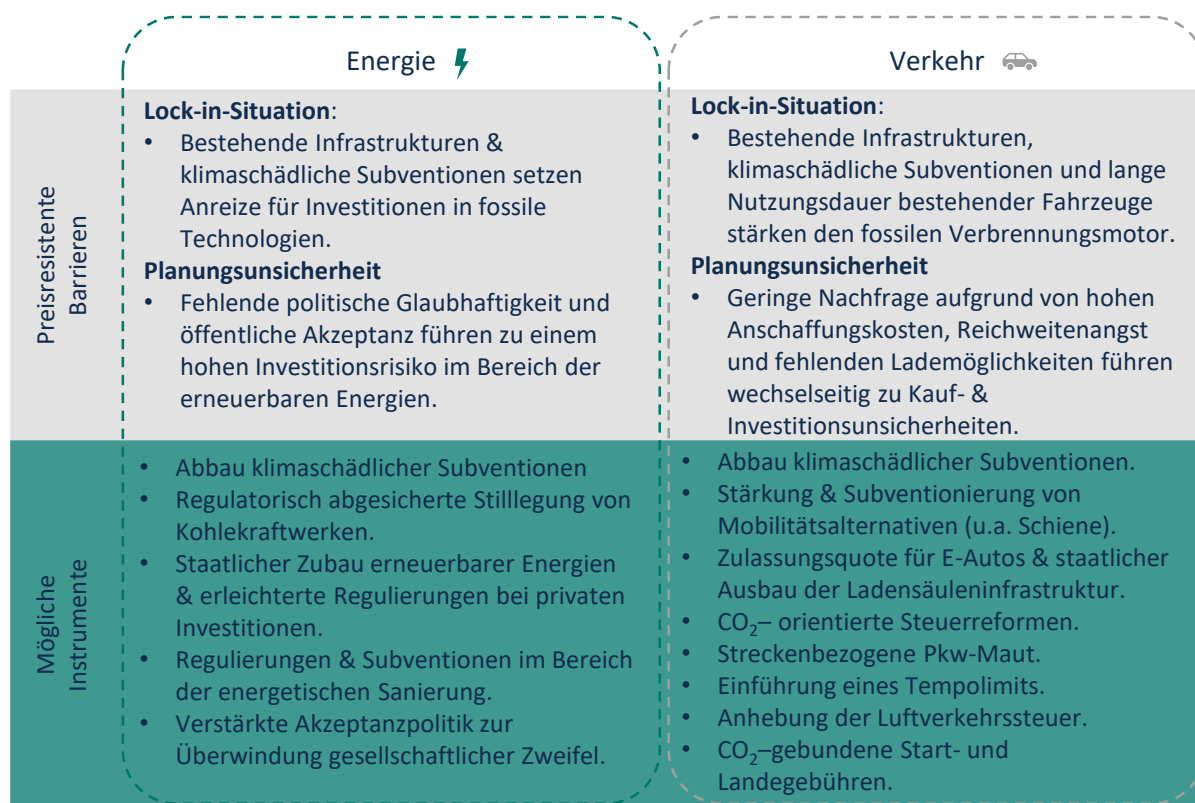 Energie
Verkehr
Preisresistente
Barrieren
Lock-in-Situation:
• Bestehende Infrastrukturen &
klimaschädliche Subventionen setzen
Anreize für Investitionen in fossile
Technologien.
Planungsunsicherheit
• Fehlende politische Glaubhaftigkeit und
öffentliche Akzeptanz führen zu einem
hohen Investitionsrisiko im Bereich der
erneuerbaren Energien.
Lock-in-Situation:
• Bestehende Infrastrukturen,
klimaschädliche Subventionen und lange
Nutzungsdauer bestehender Fahrzeuge
stärken den fossilen Verbrennungsmotor.
Planungsunsicherheit
• Geringe Nachfrage aufgrund von hohen
Anschaffungskosten, Reichweitenangst
und fehlenden Lademöglichkeiten führen
wechselseitig zu Kauf- &
Investitionsunsicherheiten.
Mögliche
Instrumente
• Abbau klimaschädlicher Subventionen
• Regulatorisch abgesicherte Stilllegung von
Kohlekraftwerken.
• Staatlicher Zubau erneuerbarer Energien
& erleichterte Regulierungen bei privaten
Investitionen.
• Regulierungen & Subventionen im Bereich
der energetischen Sanierung.
• Verstärkte Akzeptanzpolitik zur
Überwindung gesellschaftlicher Zweifel.
• Abbau klimaschädlicher Subventionen.
• Stärkung & Subventionierung von
Mobilitätsalternativen (u.a. Schiene).
• Zulassungsquote für E-Autos & staatlicher
Ausbau der Ladensäuleninfrastruktur.
• CO₂– orientierte Steuerreformen.
• Streckenbezogene Pkw-Maut.
• Einführung eines Tempolimits.
• Anhebung der Luftverkehrssteuer.
• CO₂–gebundene Start- und
Landegebühren.